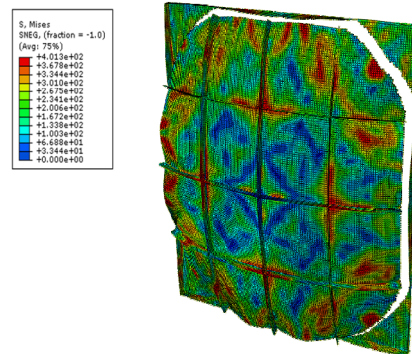 S, Mises
SNEG, (fraction = -1.0)
(Avg: 75%)
+4.013e+02
+3.678e+02
+3.344e+02
+3.010e+02
+2.675e+02
+2.341e+02
+2.006e+02
+1.672e+02
+1.338e+02
+1.003e+02
+6.688e+01
+3.344e+01
+0.000e+00